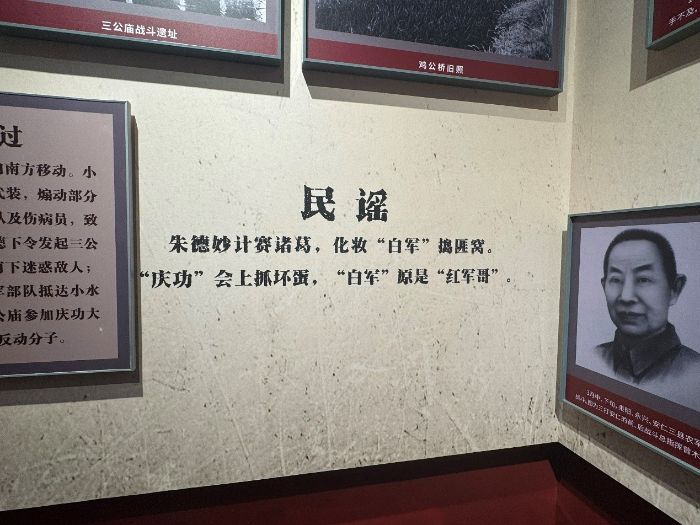 三公庙战斗遗址
鸡公桥旧照
过
南方移动。小
武装，煽动部分
人及伤病员，致
德下令发起三公
下迷惑敌人；
部队抵达小水
公庙参加庆功大
反动分子。
民谣
朱德妙计赛诸葛，化妆“白军”捣匪窝。
“庆功”会上抓坏蛋，“白军”原是“红军哥”。